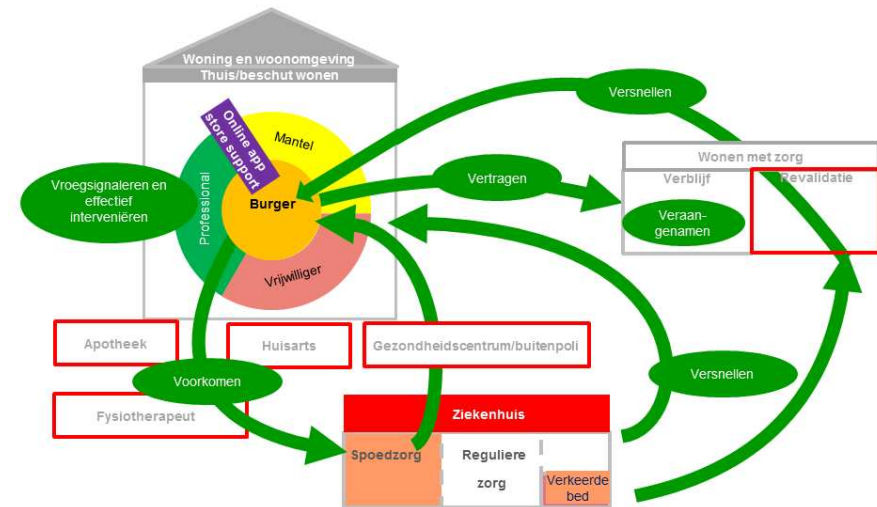 Woning en woonomgeving
Thuis/beschut wonen
Online app
store support
Mantel
Professional
Burger
Vrijwilliger
Vroegsignaleren en
effectief
interveniëren
Versnellen
Vertragen
Wonen met zorg
Verblijf
Revalidatie
Veraan-
genamen
Apotheek
Huisarts
Gezondheidscentrum/buitenpoli
Voorkomen
Versnellen
Fysiotherapeut
Ziekenhuis
Spoedzorg
Reguliere
zorg
Verkeerde
bed